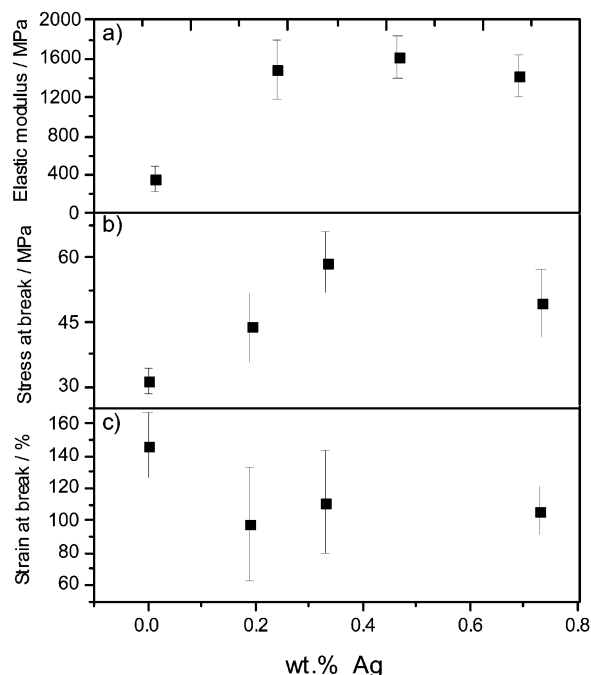 a)
Elastic modulus / MPa
2000
1600
1200
800
400
0
b)
Stress at break / MPa
60
45
30
c)
Strain at break / %
160
140
120
100
80
60
0.0 0.2 0.4 0.6 0.8
wt.% Ag